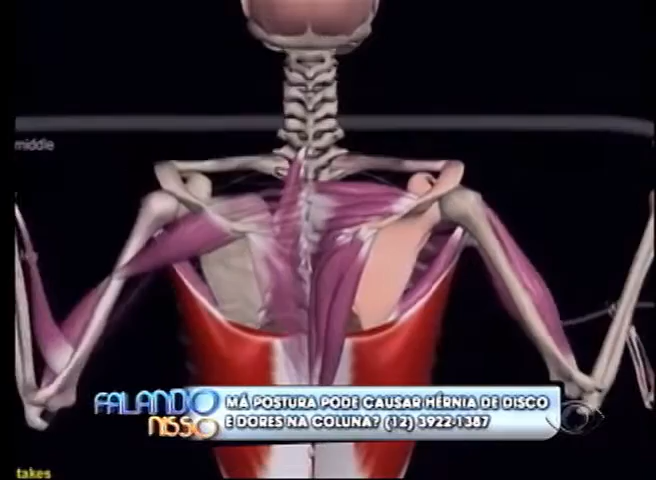 middle
FALANDO
NISSO
MÁ POSTURA PODE CAUSAR HÉRNIA DE DISCO
E DORES NA COLUNA? (12) 3922-1387
takes